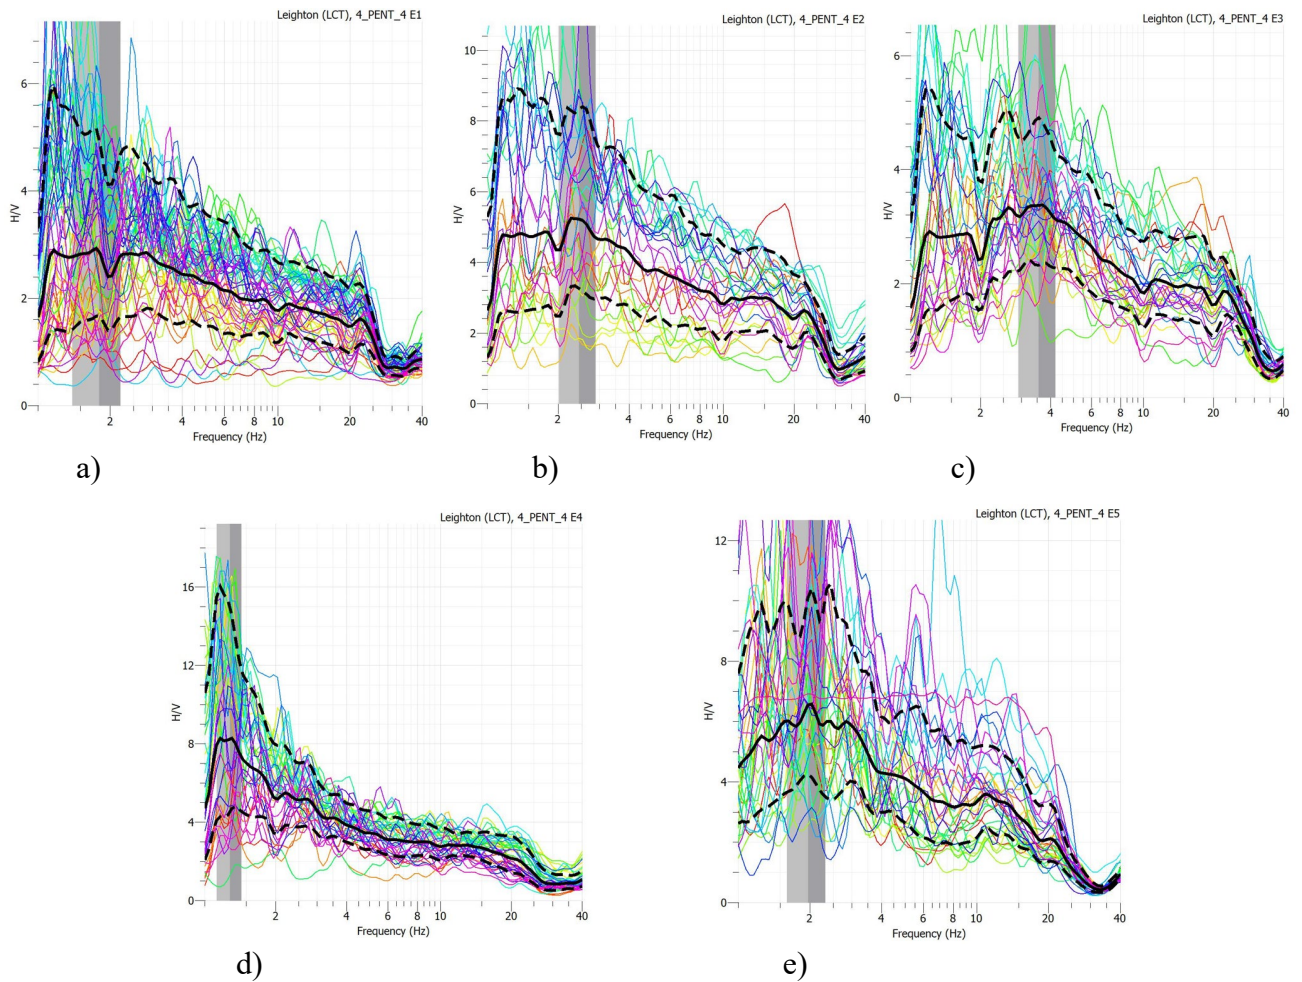 Leighton (LCT), 4_PENT_4 E1
6
4
2
0
H/V
2
4
6
8
10
20
40
Frequency (Hz)
a)
Leighton (LCT), 4_PENT_4 E2
10
8
6
4
2
0
H/V
2
4
6
8
10
20
40
Frequency (Hz)
b)
Leighton (LCT), 4_PENT_4 E3
6
4
2
0
H/V
2
4
6
8
10
20
40
Frequency (Hz)
c)
Leighton (LCT), 4_PENT_4 E4
16
12
8
4
0
H/V
2
4
6
8
10
20
40
Frequency (Hz)
d)
Leighton (LCT), 4_PENT_4 E5
12
8
4
0
H/V
2
4
6
8
10
20
40
Frequency (Hz)
e)